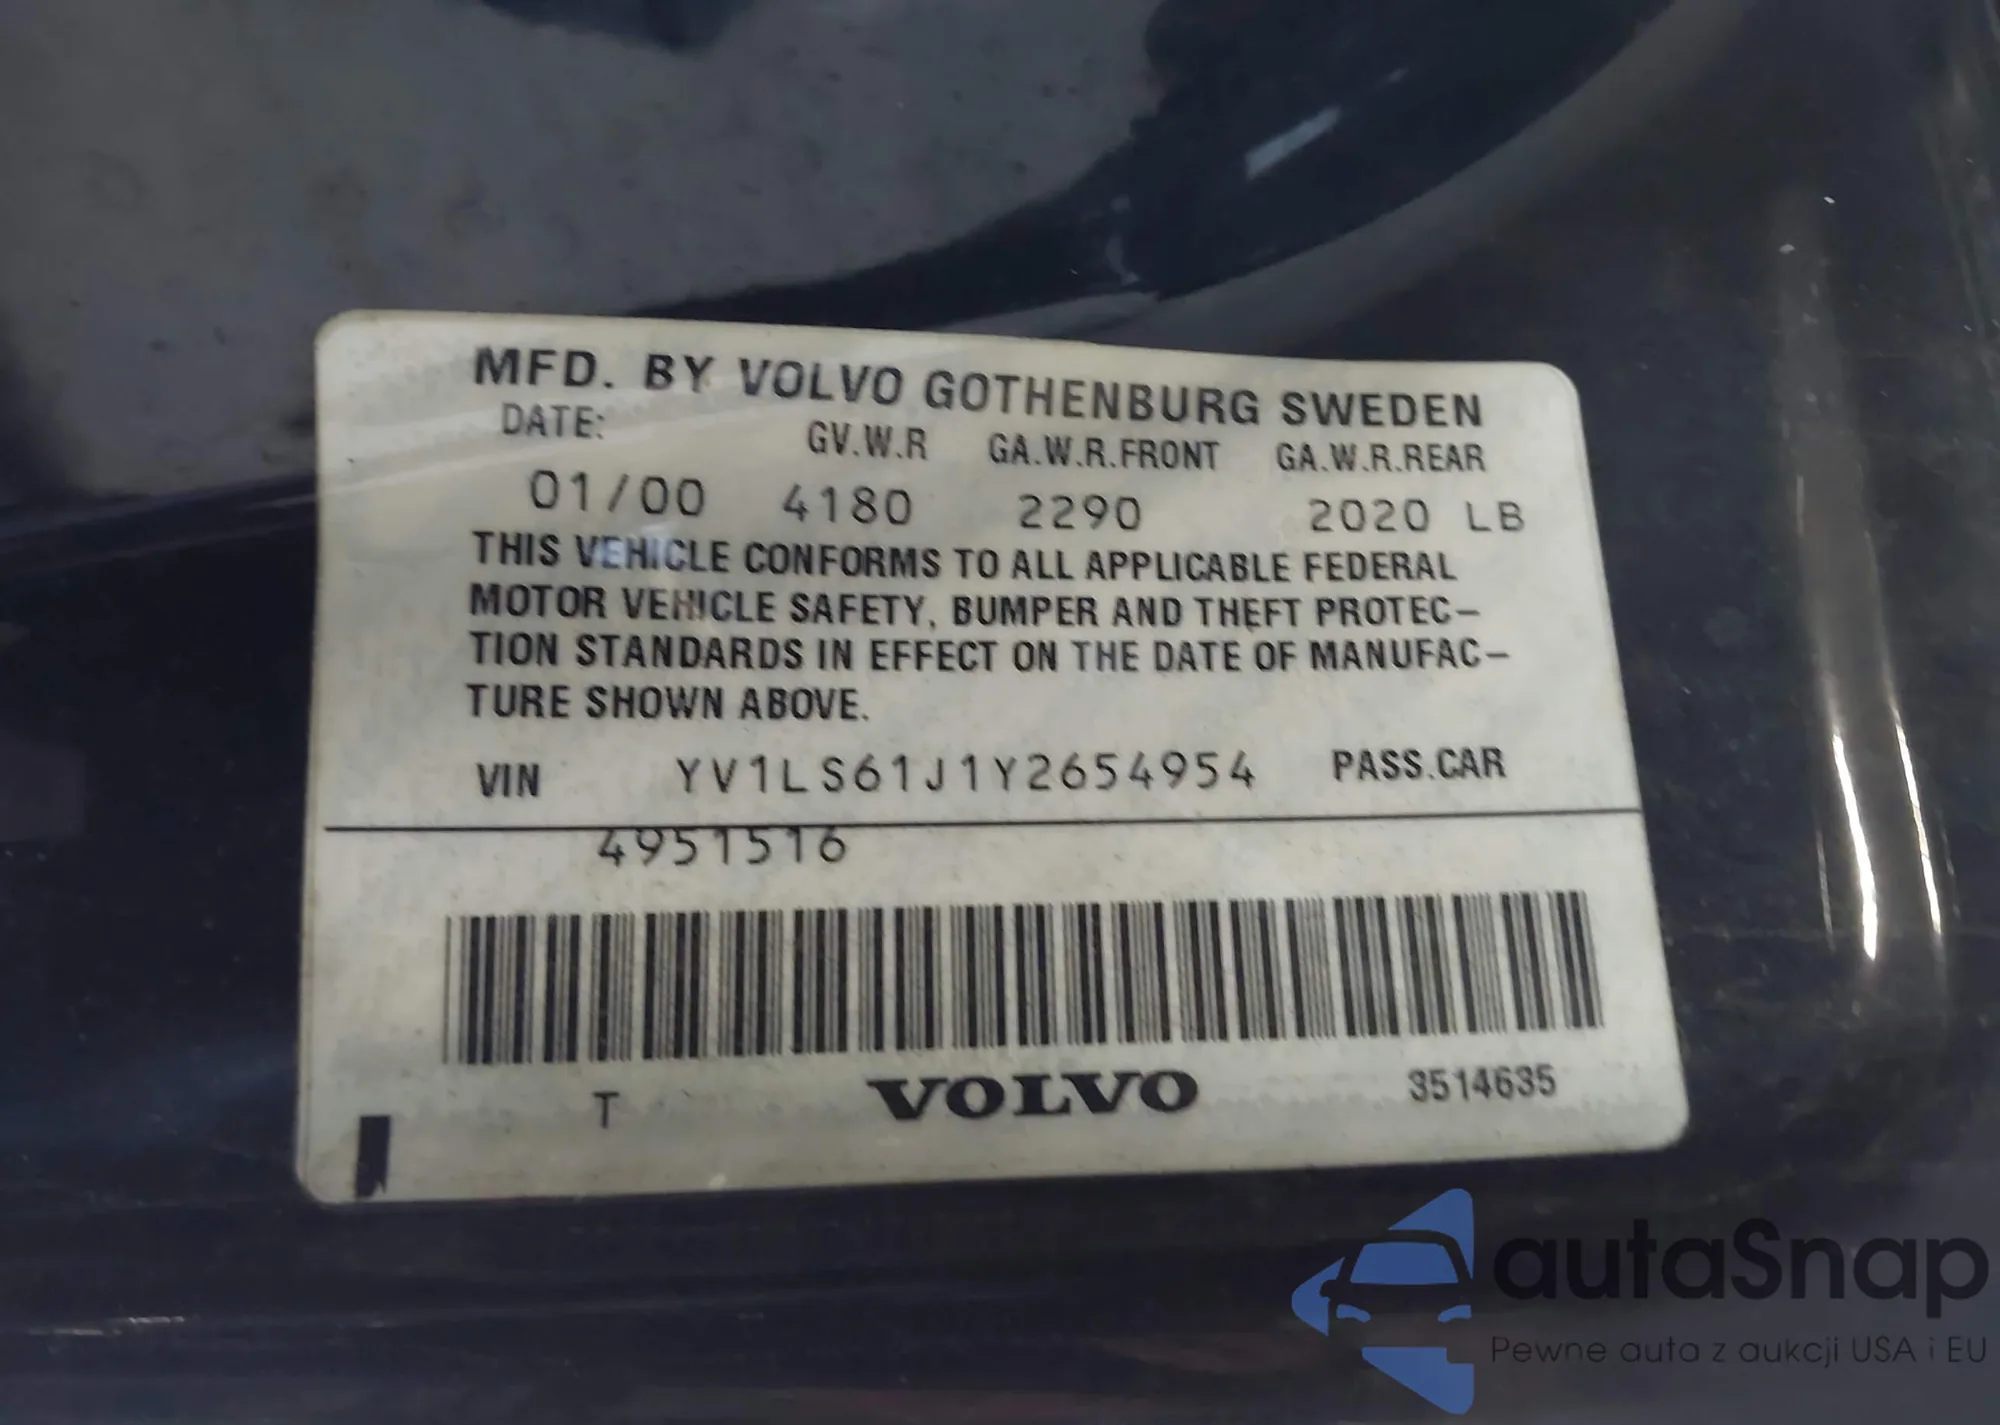 MFD. BY VOLVO GOTHENBURG SWEDEN
DATE: GV.W.R GA.W.R.FRONT GA.W.R.REAR
01/00 4180 2290 2020 LB
THIS VEHICLE CONFORMS TO ALL APPLICABLE FEDERAL
MOTOR VEHICLE SAFETY, BUMPER AND THEFT PROTEC–
TION STANDARDS IN EFFECT ON THE DATE OF MANUFAC–
TURE SHOWN ABOVE.
VIN YV1LS61J1Y2654954 PASS.CAR
4951516
T VOLVO 3514635
autaSnap
Pewne auta z aukcji USA i EU